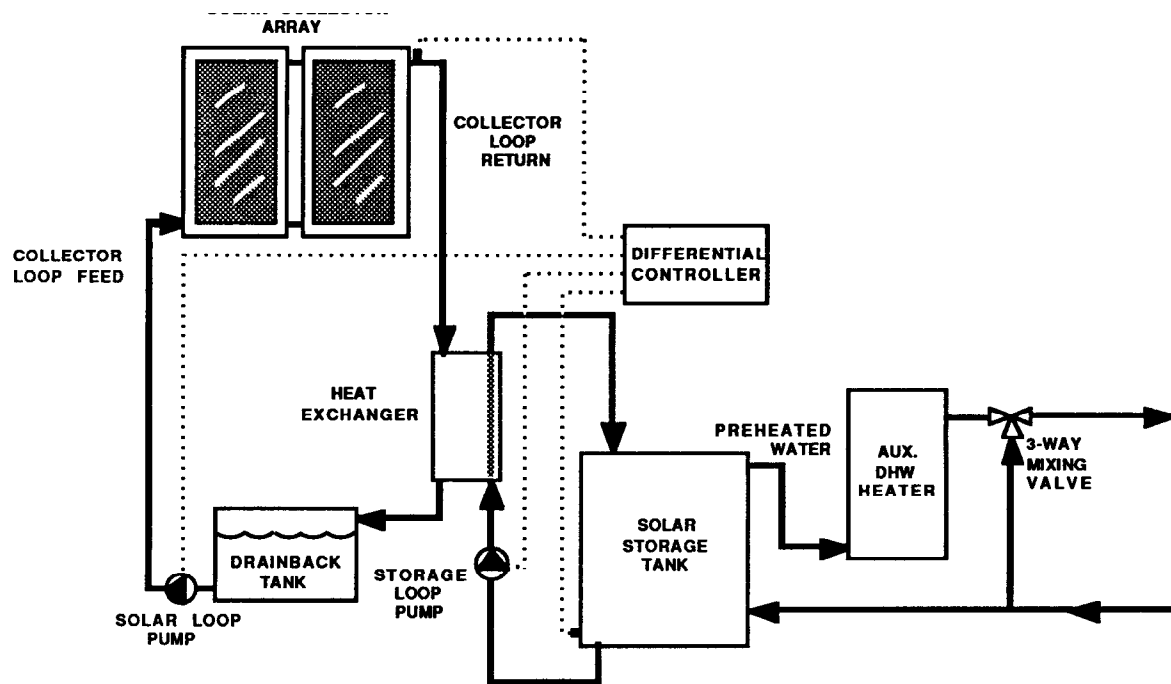 ARRAY
COLLECTOR
LOOP
RETURN
COLLECTOR
LOOP FEED
DIFFERENTIAL
CONTROLLER
HEAT
EXCHANGER
PREHEATED
WATER
AUX.
DHW
HEATER
3-WAY
MIXING
VALVE
SOLAR
STORAGE
TANK
DRAINBACK
TANK
STORAGE
LOOP
PUMP
SOLAR LOOP
PUMP